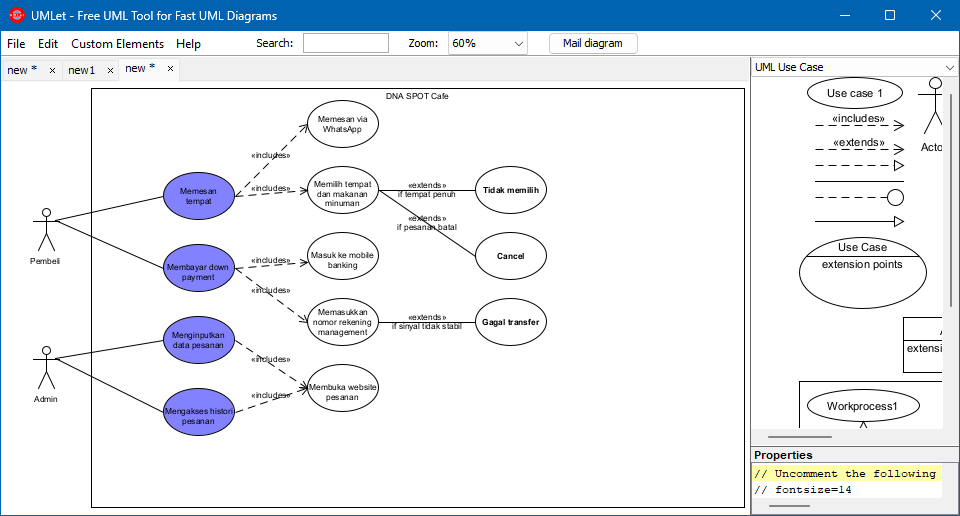 UMLet - Free UML Tool for Fast UML Diagrams
File Edit Custom Elements Help Search: Zoom: 60% Mail diagram
new * new1 new *
DNA SPOT Cafe
Memesan via
WhatsApp
«includes»
Memesan
tempat
«includes»
Memilih tempat
dan makanan
minuman
«extends»
if tempat penuh
Tidak memilih
«extends»
if pesanan batal
Cancel
Pembeli
Membayar down
payment
«includes»
Masuk ke mobile
banking
«includes»
Memasukkan
nomor rekening
management
«extends»
if sinyal tidak stabil
Gagal transfer
Menginputkan
data pesanan
«includes»
Admin
Membuka website
pesanan
Mengakses histori
pesanan
«includes»
UML Use Case
Use case 1
«includes»
«extends»
Acto
Use Case
extension points
extension
Workprocess1
Properties
// Uncomment the following
// fontsize=14